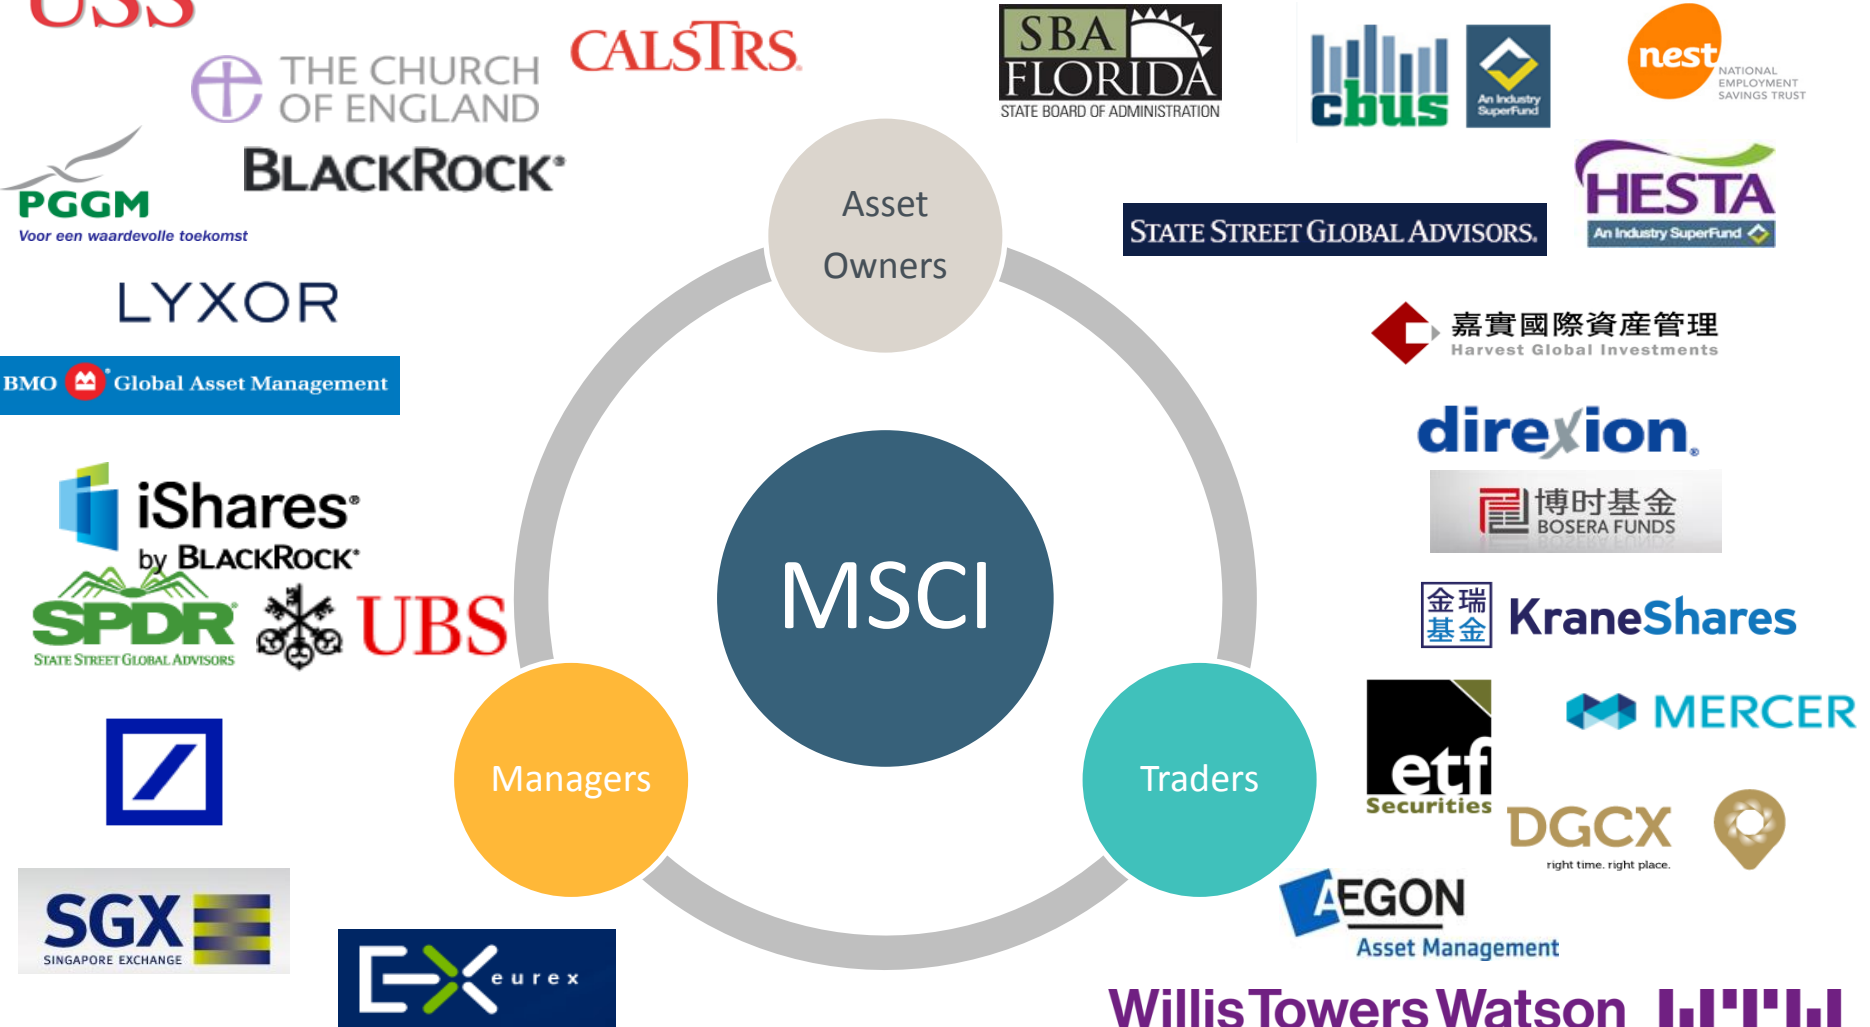 USS
THE CHURCH
OF ENGLAND
CALSTRS
SBA
FLORIDA
STATE BOARD OF ADMINISTRATION
cbus
An Industry
SuperFund
nest
NATIONAL
EMPLOYMENT
SAVINGS TRUST
PGGM
Voor een waardevolle toekomst
BLACKROCK®
Asset
Owners
STATE STREET GLOBAL ADVISORS.
HESTA
An Industry SuperFund
LYXOR
嘉實國際資產管理
Harvest Global Investments
BMO Global Asset Management
direxion®
iShares®
by BLACKROCK®
博时基金
BOSERA FUNDS
SPDR®
STATE STREET GLOBAL ADVISORS
UBS
MSCI
金瑞
基金
KraneShares
Managers
Traders
etf
Securities
MERCER
DGCX
right time. right place.
SGX
SINGAPORE EXCHANGE
eurex
AEGON
Asset Management
Willis Towers Watson